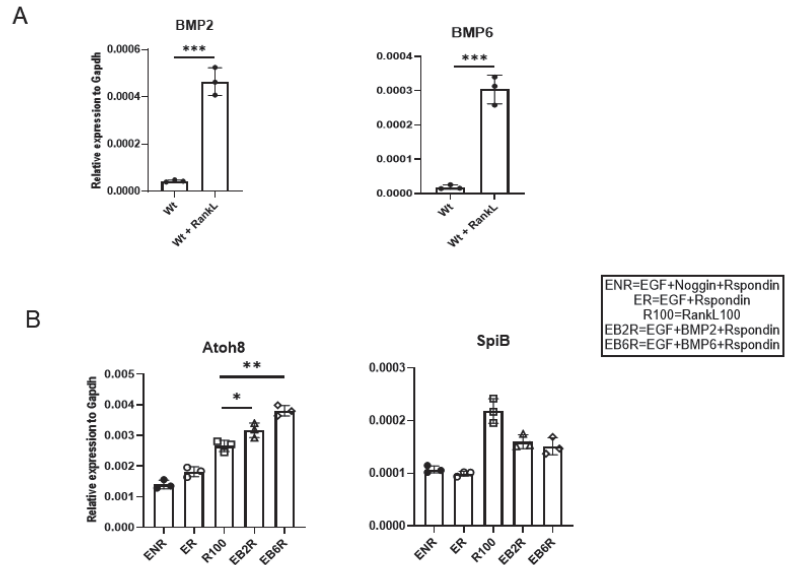 A
BMP2
Relative expression to Gapdh
0.0006
0.0004
0.0002
0.0000
***
Wt
Wt + RankL
BMP6
0.0004
0.0003
0.0002
0.0001
0.0000
***
Wt
Wt + RankL
ENR=EGF+Noggin+Rspondin
ER=EGF+Rspondin
R100=RankL100
EB2R=EGF+BMP2+Rspondin
EB6R=EGF+BMP6+Rspondin
B
Atoh8
Relative expression to Gapdh
0.005
0.004
0.003
0.002
0.001
0.000
**
*
ENR
ER
R100
EB2R
EB6R
SpiB
0.0003
0.0002
0.0001
0.0000
ENR
ER
R100
EB2R
EB6R